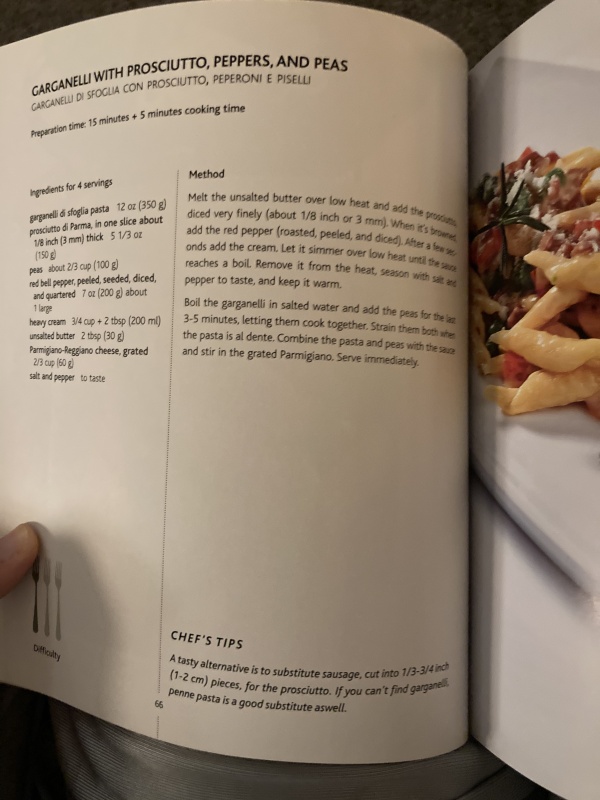 GARGANELLI WITH PROSCIUTTO, PEPPERS, AND PEAS
GARGANELLI DI SFOGLIA CON PROSCIUTTO, PEPERONI E PISELLI
Preparation time: 15 minutes + 5 minutes cooking time
Ingredients for 4 servings
garganelli di sfoglia pasta 12 oz (350 g)
prosciutto di Parma, in one slice about
1/8 inch (3 mm) thick 5 1/3 oz
(150 g)
peas about 2/3 cup (100 g)
red bell pepper, peeled, seeded, diced,
and quartered 7 oz (200 g) about
1 large
heavy cream 3/4 cup + 2 tbsp (200 ml)
unsalted butter 2 tbsp (30 g)
Parmigiano-Reggiano cheese, grated
2/3 cup (60 g)
salt and pepper to taste
Method
Melt the unsalted butter over low heat and add the prosciutto,
diced very finely (about 1/8 inch or 3 mm). When it's browned,
add the red pepper (roasted, peeled, and diced). After a few sec-
onds add the cream. Let it simmer over low heat until the sauce
reaches a boil. Remove it from the heat, season with salt and
pepper to taste, and keep it warm.
Boil the garganelli in salted water and add the peas for the last
3-5 minutes, letting them cook together. Strain them both when
the pasta is al dente. Combine the pasta and peas with the sauce
and stir in the grated Parmigiano. Serve immediately.
Difficulty
CHEF'S TIPS
A tasty alternative is to substitute sausage, cut into 1/3-3/4 inch
(1-2 cm) pieces, for the prosciutto. If you can't find garganelli,
penne pasta is a good substitute aswell.
66